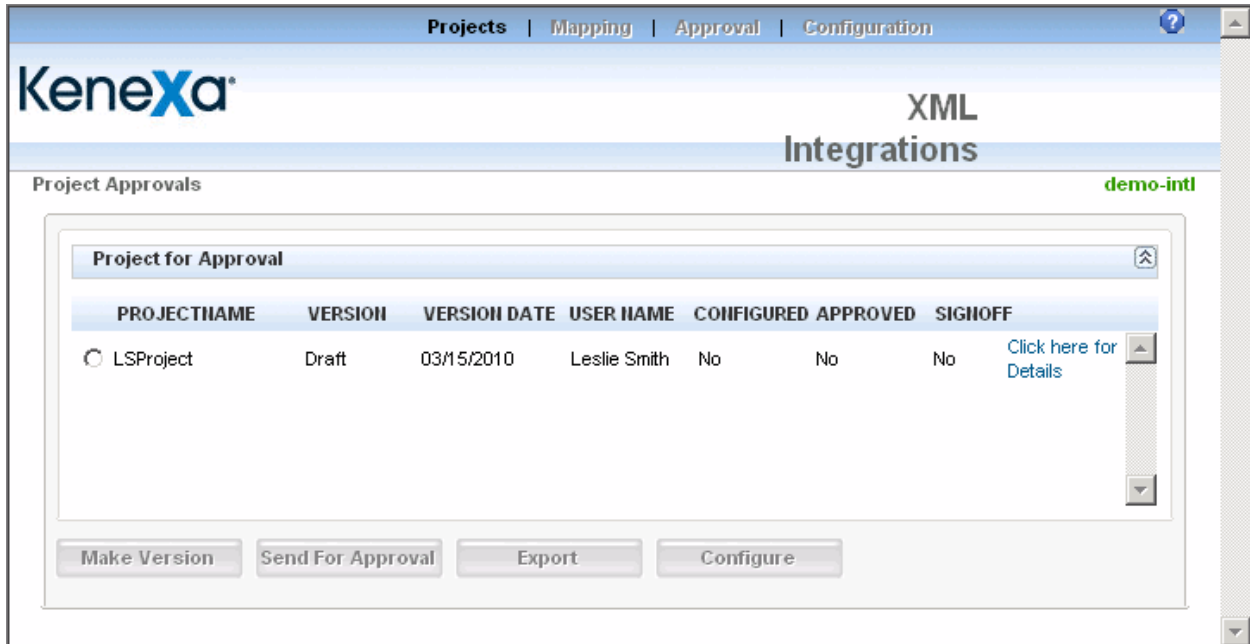 Projects | Mapping | Approval | Configuration ?
Kenexa
XML
Integrations
Project Approvals demo-intl
Project for Approval
PROJECTNAME VERSION VERSION DATE USER NAME CONFIGURED APPROVED SIGNOFF
LSProject Draft 03/15/2010 Leslie Smith No No No Click here for
Details
Make Version Send For Approval Export Configure